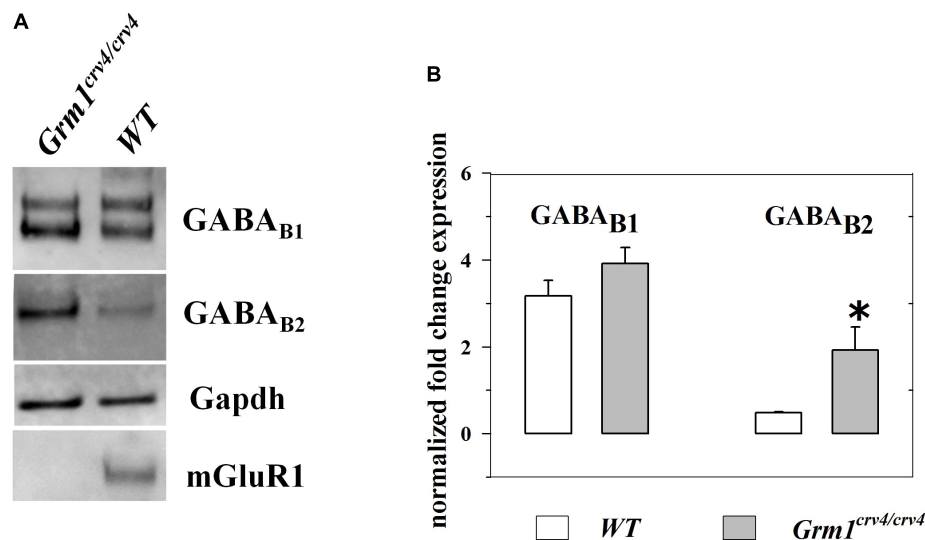 A
Grm1crv4/crv4
WT
GABAB1
GABAB2
Gapdh
mGluR1
B
normalized fold change expression
6
4
2
0
GABAB1
GABAB2
*
WT
Grm1crv4/crv4